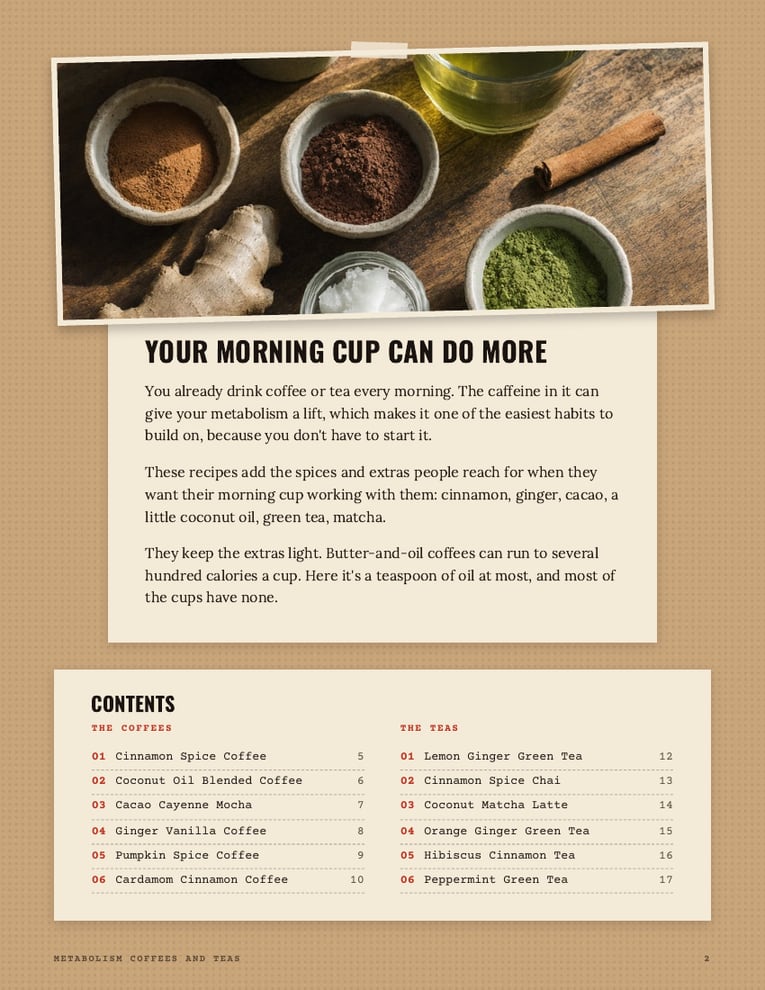 YOUR MORNING CUP CAN DO MORE
You already drink coffee or tea every morning. The caffeine in it can
give your metabolism a lift, which makes it one of the easiest habits to
build on, because you don't have to start it.
These recipes add the spices and extras people reach for when they
want their morning cup working with them: cinnamon, ginger, cacao, a
little coconut oil, green tea, matcha.
They keep the extras light. Butter-and-oil coffees can run to several
hundred calories a cup. Here it's a teaspoon of oil at most, and most of
the cups have none.
CONTENTS
THE COFFEES
01 Cinnamon Spice Coffee 5
02 Coconut Oil Blended Coffee 6
03 Cacao Cayenne Mocha 7
04 Ginger Vanilla Coffee 8
05 Pumpkin Spice Coffee 9
06 Cardamom Cinnamon Coffee 10
THE TEAS
01 Lemon Ginger Green Tea 12
02 Cinnamon Spice Chai 13
03 Coconut Matcha Latte 14
04 Orange Ginger Green Tea 15
05 Hibiscus Cinnamon Tea 16
06 Peppermint Green Tea 17
METABOLISM COFFEES AND TEAS 2